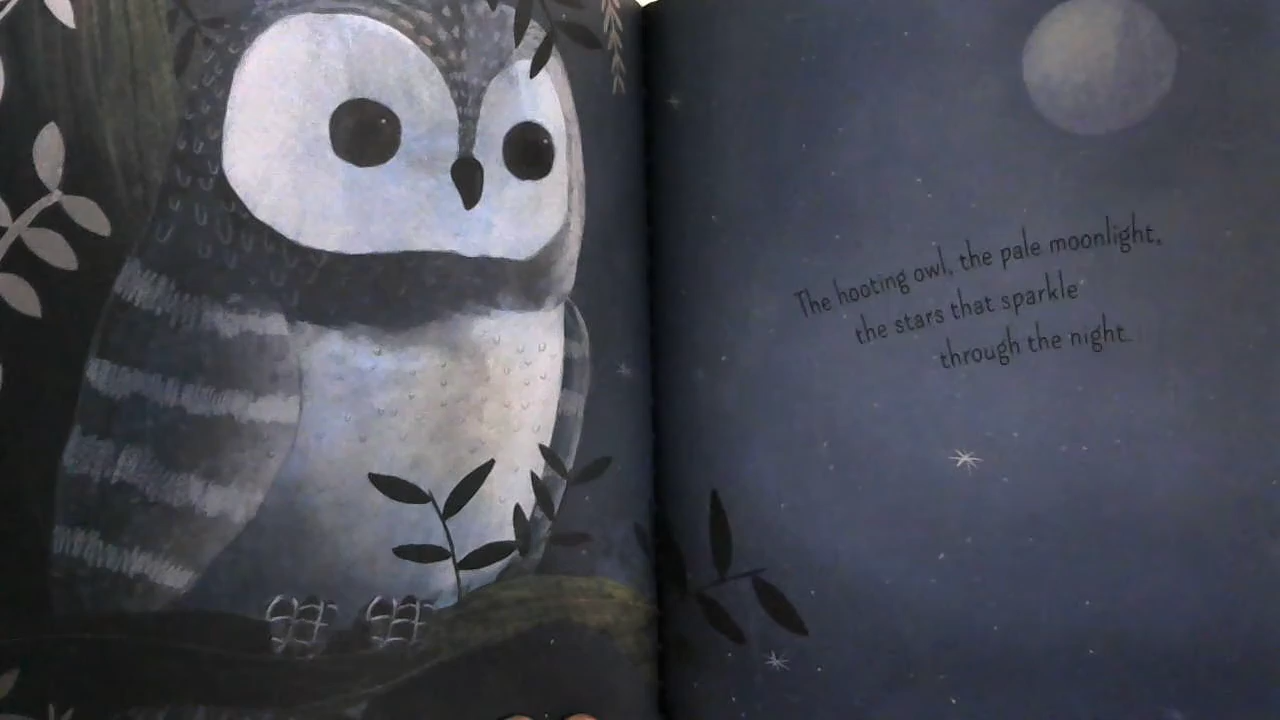 The hooting owl, the pale moonlight,
the stars that sparkle
through the night.